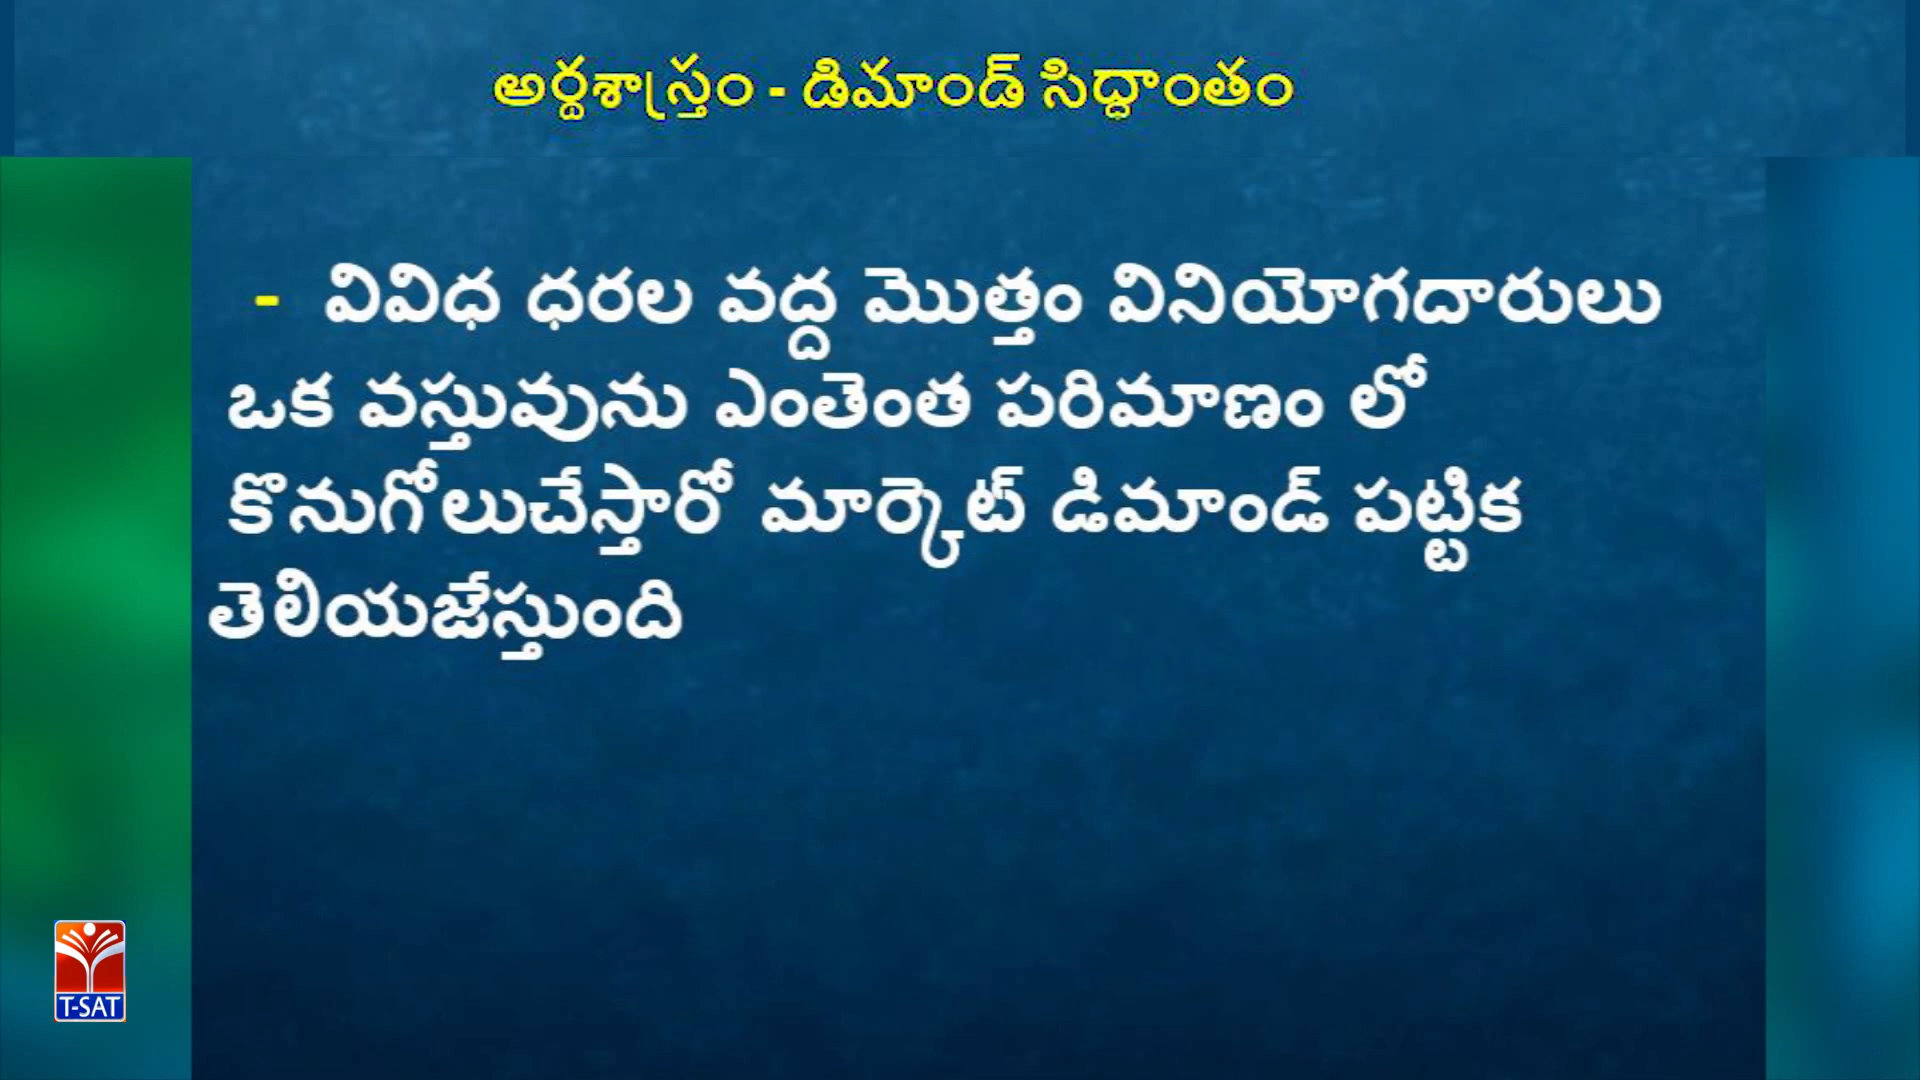 అర్థశాస్త్రం - డిమాండ్ సిద్ధాంతం
- వివిధ ధరల వద్ద మొత్తం వినియోగదారులు
ఒక వస్తువును ఎంతెంత పరిమాణం లో
కొనుగోలుచేస్తారో మార్కెట్ డిమాండ్ పట్టిక
తెలియజేస్తుంది
T-SAT